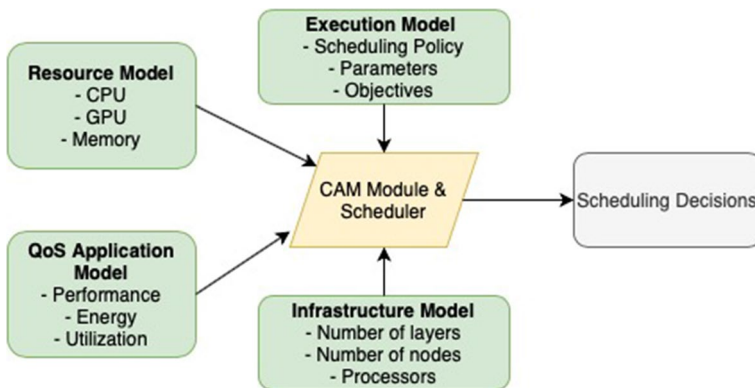 Execution Model
- Scheduling Policy
- Parameters
- Objectives
Resource Model
- CPU
- GPU
- Memory
CAM Module &
Scheduler
Scheduling Decisions
QoS Application
Model
- Performance
- Energy
- Utilization
Infrastructure Model
- Number of layers
- Number of nodes
- Processors